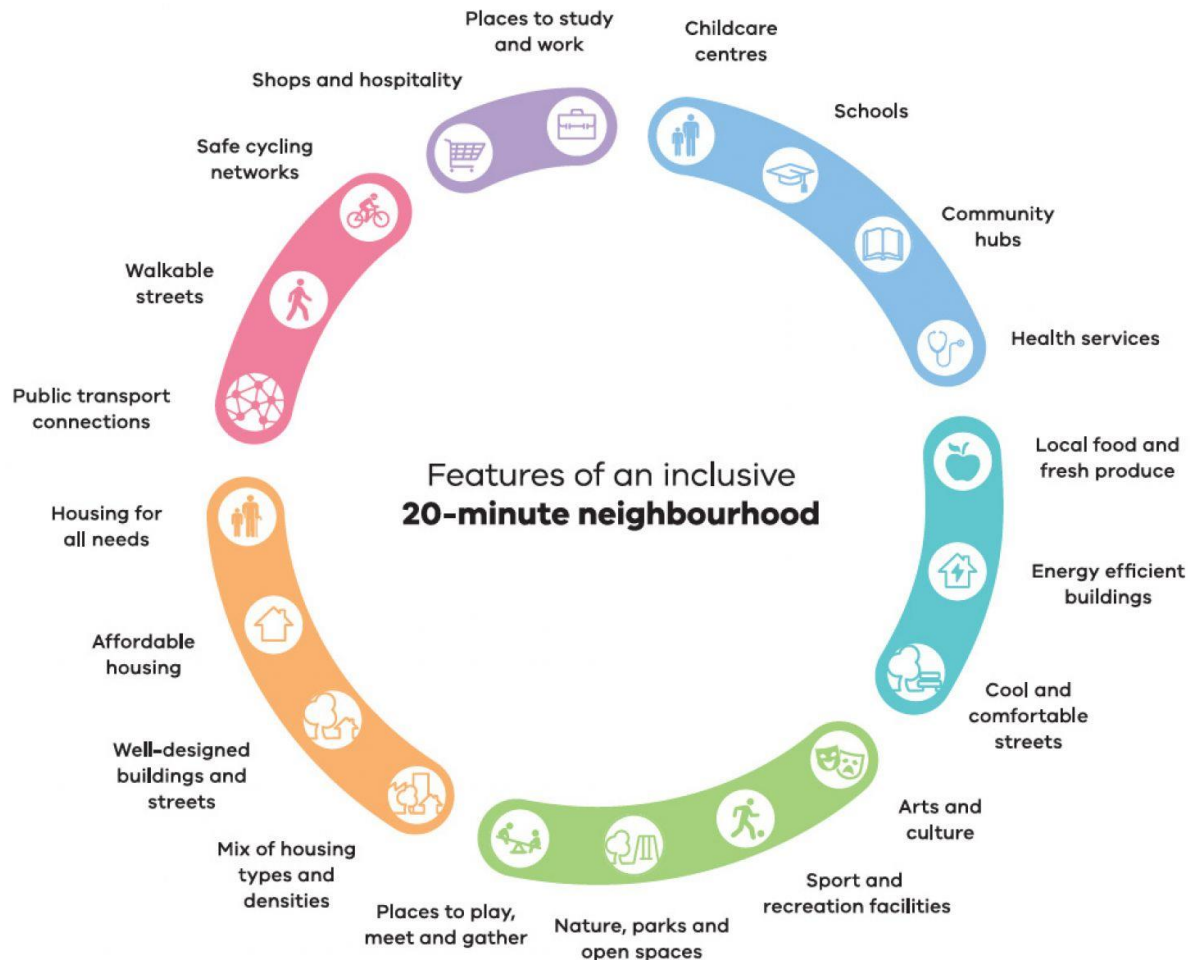 Places to study
and work
Childcare
centres
Shops and hospitality
Schools
Safe cycling
networks
Community
hubs
Walkable
streets
Health services
Public transport
connections
Local food and
fresh produce
Features of an inclusive
20-minute neighbourhood
Housing for
all needs
Energy efficient
buildings
Affordable
housing
Cool and
comfortable
streets
Well-designed
buildings and
streets
Arts and
culture
Mix of housing
types and
densities
Sport and
recreation facilities
Places to play,
meet and gather
Nature, parks and
open spaces